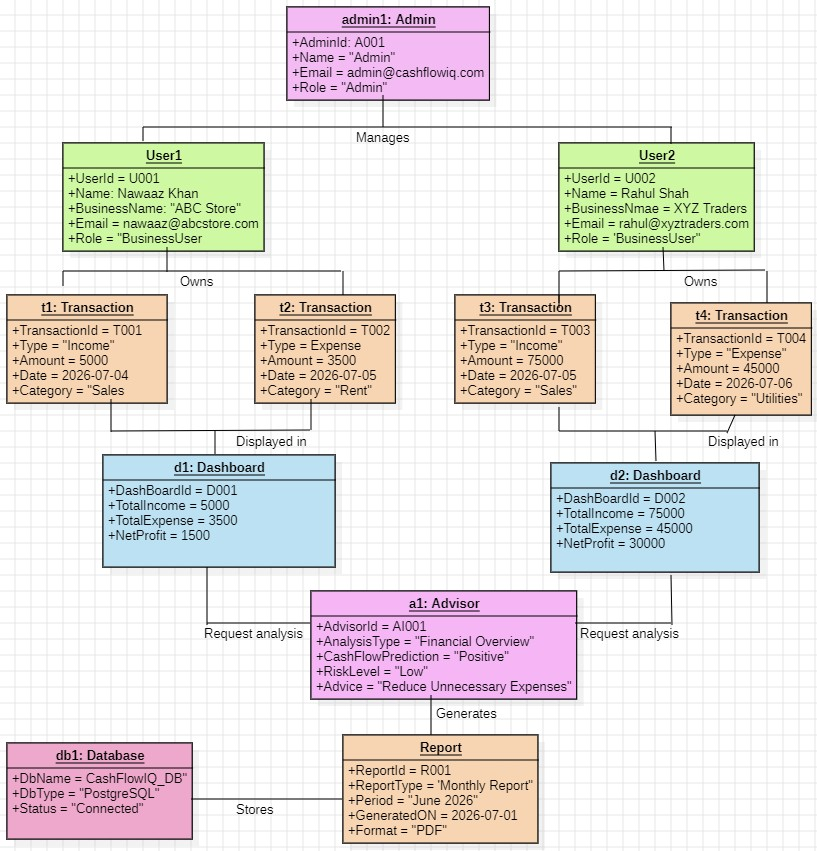 admin1: Admin
+AdminId: A001
+Name = "Admin"
+Email = admin@cashflowiq.com
+Role = "Admin"
Manages
User1
+UserId = U001
+Name: Nawaaz Khan
+BusinessName: "ABC Store"
+Email = nawaaz@abcstore.com
+Role = "BusinessUser
User2
+UserId = U002
+Name = Rahul Shah
+BusinessNmae = XYZ Traders
+Email = rahul@xyztraders.com
+Role = 'BusinessUser"
Owns
Owns
t1: Transaction
+TransactionId = T001
+Type = "Income"
+Amount = 5000
+Date = 2026-07-04
+Category = "Sales
t2: Transaction
+TransactionId = T002
+Type = Expense
+Amount = 3500
+Date = 2026-07-05
+Category = "Rent"
t3: Transaction
+TransactionId = T003
+Type = "Income"
+Amount = 75000
+Date = 2026-07-05
+Category = "Sales"
t4: Transaction
+TransactionId = T004
+Type = "Expense"
+Amount = 45000
+Date = 2026-07-06
+Category = "Utilities"
Displayed in
Displayed in
d1: Dashboard
+DashBoardId = D001
+TotalIncome = 5000
+TotalExpense = 3500
+NetProfit = 1500
d2: Dashboard
+DashBoardId = D002
+TotalIncome = 75000
+TotalExpense = 45000
+NetProfit = 30000
Request analysis
a1: Advisor
+AdvisorId = AI001
+AnalysisType = "Financial Overview"
+CashFlowPrediction = "Positive"
+RiskLevel = "Low"
+Advice = "Reduce Unnecessary Expenses"
Request analysis
Generates
db1: Database
+DbName = CashFlowIQ_DB"
+DbType = "PostgreSQL"
+Status = "Connected"
Stores
Report
+ReportId = R001
+ReportType = 'Monthly Report"
+Period = "June 2026"
+GeneratedON = 2026-07-01
+Format = "PDF"